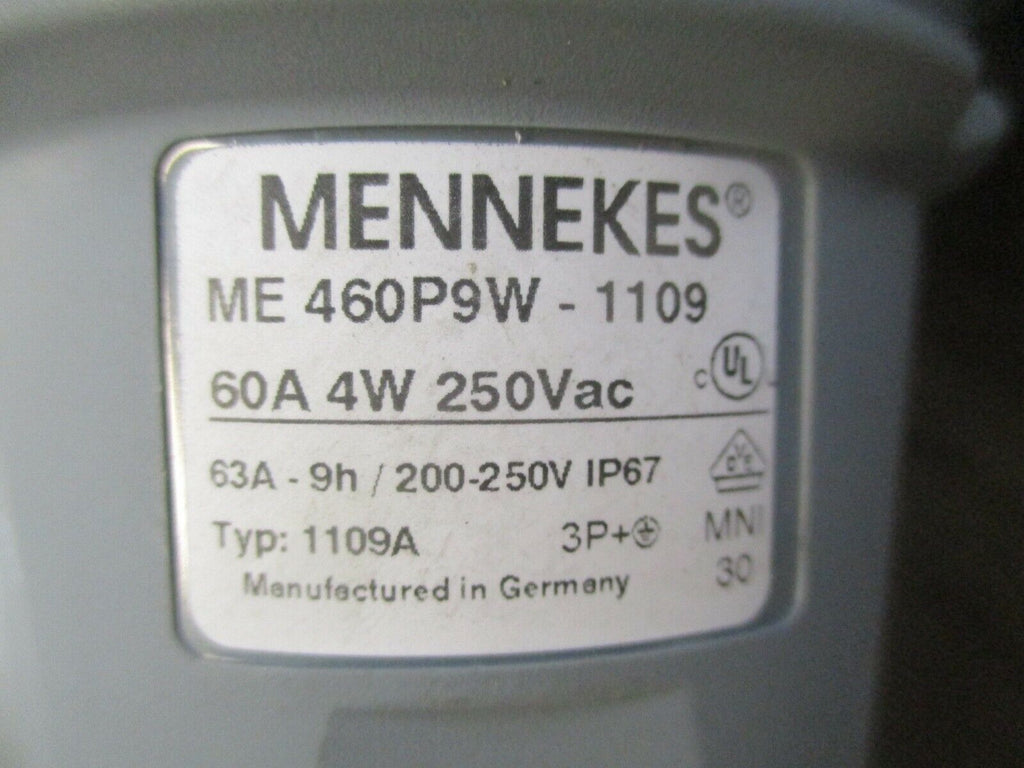 MENNEKES®
ME 460P9W - 1109
60A 4W 250Vac
c UL
63A - 9h / 200-250V IP67
Typ: 1109A 3P+
MNI
30
Manufactured in Germany